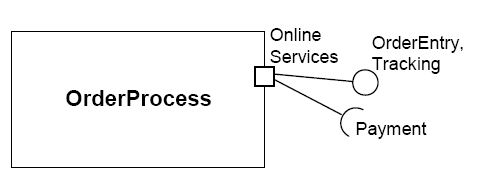 Online
Services
OrderEntry,
Tracking
OrderProcess
Payment